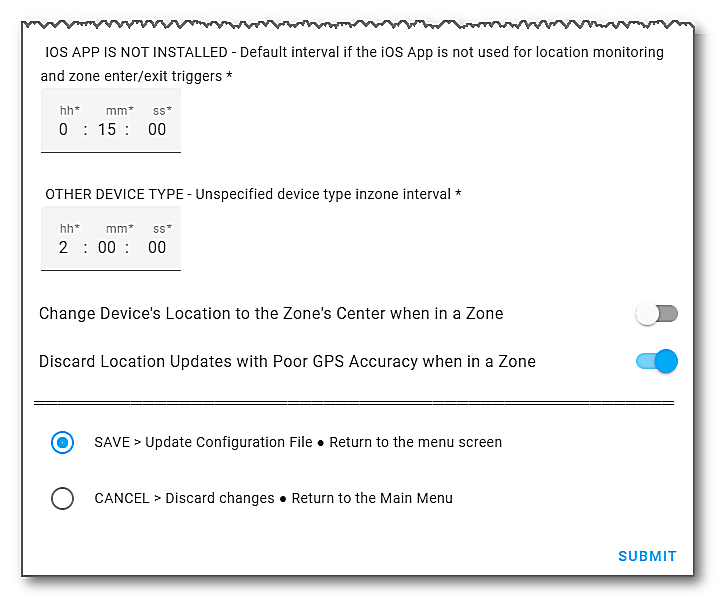 IOS APP IS NOT INSTALLED - Default interval if the iOS App is not used for location monitoring
and zone enter/exit triggers *
hh* mm* ss*
0 : 15 : 00
OTHER DEVICE TYPE - Unspecified device type inzone interval *
hh* mm* ss*
2 : 00 : 00
Change Device's Location to the Zone's Center when in a Zone
Discard Location Updates with Poor GPS Accuracy when in a Zone
SAVE > Update Configuration File ● Return to the menu screen
CANCEL > Discard changes ● Return to the Main Menu
SUBMIT